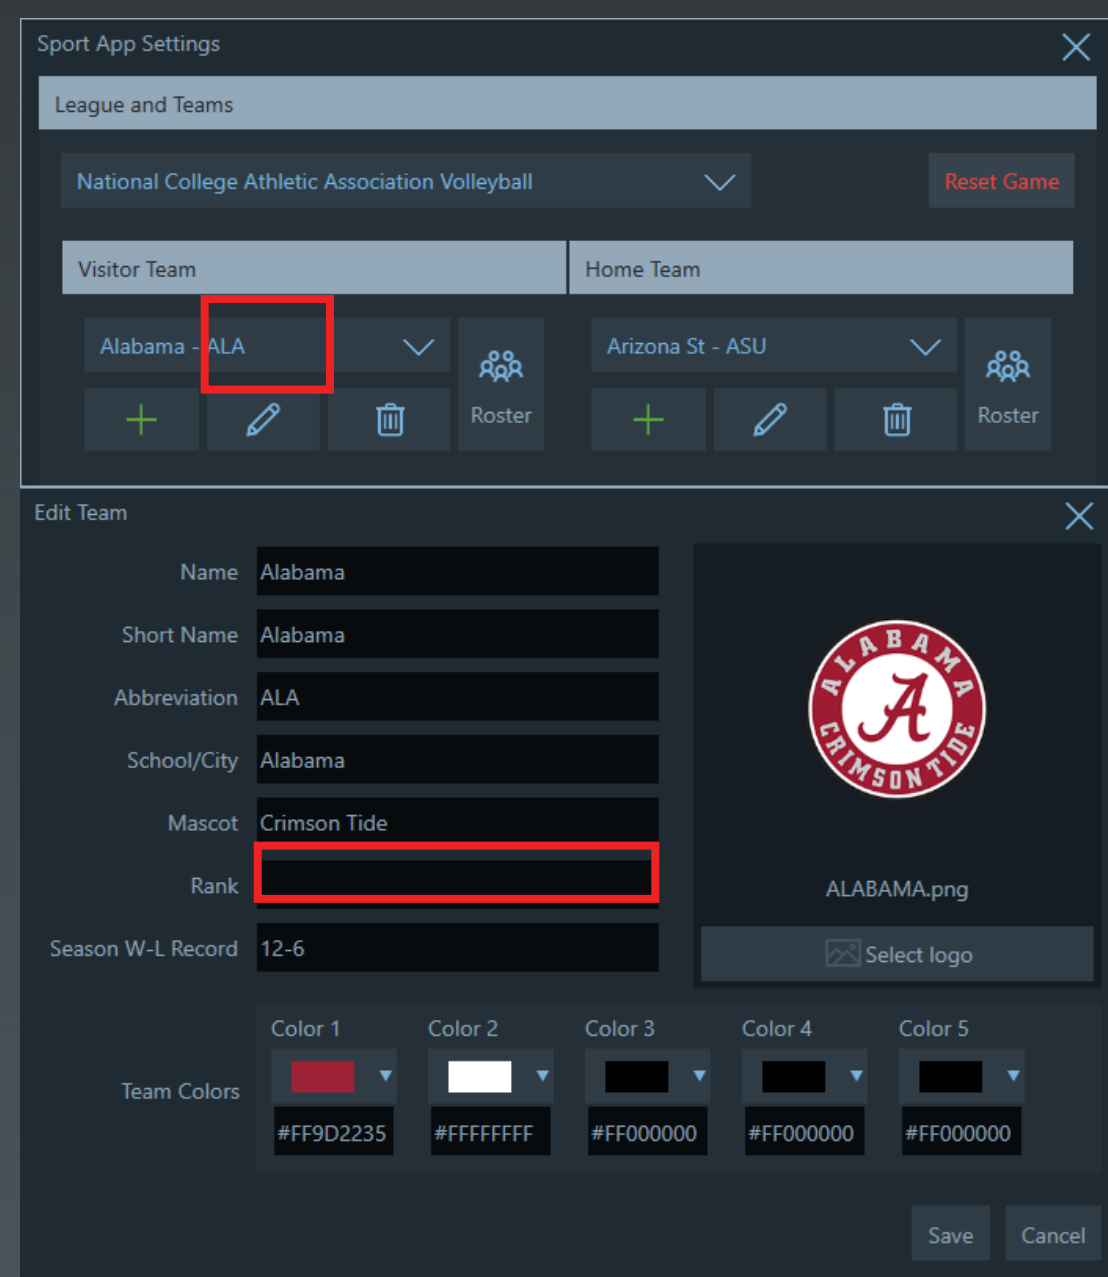 Sport App Settings
League and Teams
National College Athletic Association Volleyball
Reset Game
Visitor Team
Home Team
Alabama - ALA
Roster
Arizona St - ASU
Roster
Edit Team
Name Alabama
Short Name Alabama
Abbreviation ALA
School/City Alabama
Mascot Crimson Tide
Rank
Season W-L Record 12-6
ALABAMA
A
CRIMSON TIDE
ALABAMA.png
Select logo
Team Colors
Color 1 Color 2 Color 3 Color 4 Color 5
#FF9D2235 #FFFFFFFF #FF000000 #FF000000 #FF000000
Save Cancel